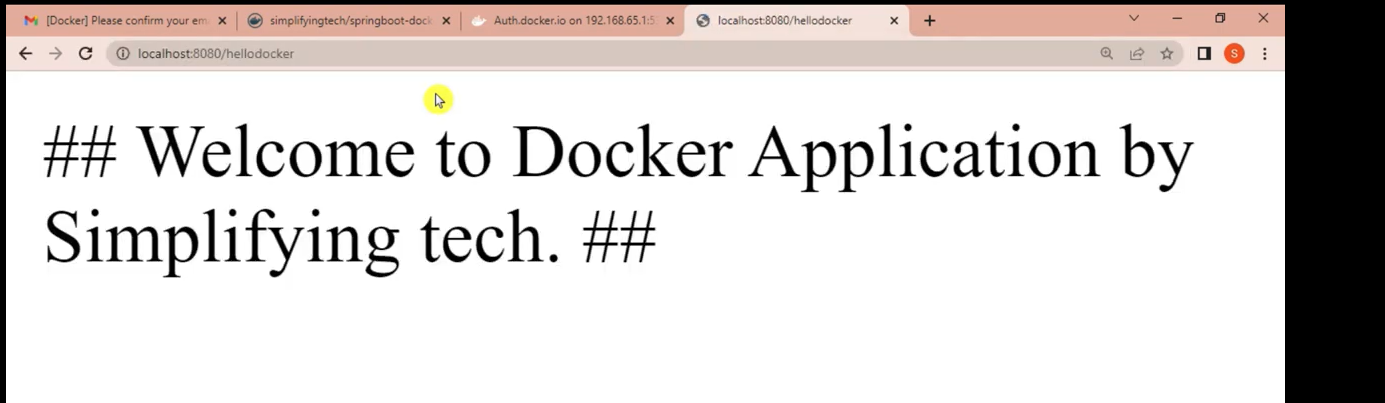 [Docker] Please confirm your em
simplifyingtech/springboot-dock
Auth.docker.io on 192.168.65.1:5
localhost:8080/hellodocker
localhost:8080/hellodocker
S
## Welcome to Docker Application by
Simplifying tech. ##